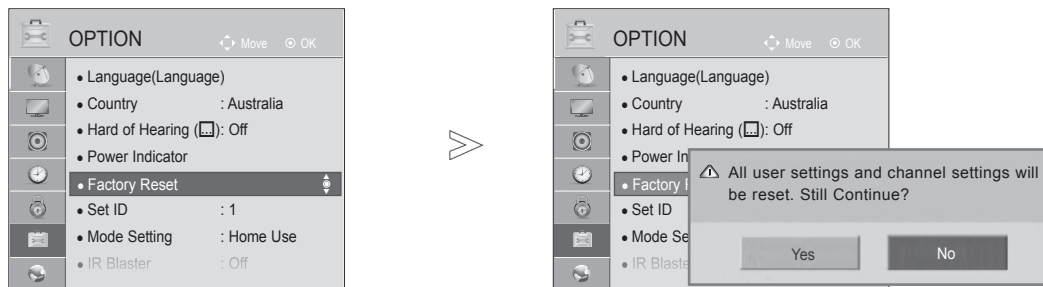 OPTION Move OK
• Language(Language)
• Country : Australia
• Hard of Hearing (...): Off
• Power Indicator
• Factory Reset
• Set ID : 1
• Mode Setting : Home Use
• IR Blaster : Off
OPTION Move OK
• Language(Language)
• Country : Australia
• Hard of Hearing (...): Off
• Power In
• Factory R
• Set ID
• Mode Se
• IR Blaste
All user settings and channel settings will
be reset. Still Continue?
Yes No